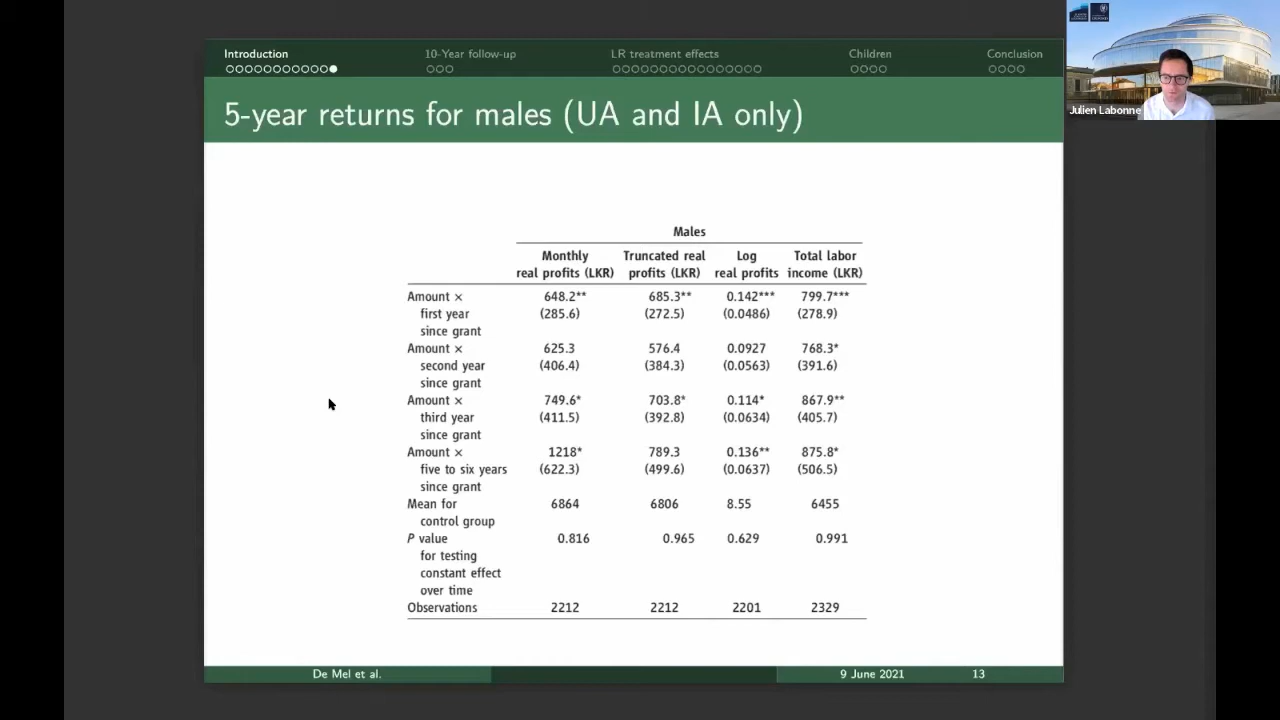 Introduction 10-Year follow-up LR treatment effects Children Conclusion
5-year returns for males (UA and IA only)
Julien Labonne
Males
Monthly Truncated real Log Total labor
real profits (LKR) profits (LKR) real profits income (LKR)
Amount × 648.2** 685.3** 0.142*** 799.7***
first year (285.6) (272.5) (0.0486) (278.9)
since grant
Amount × 625.3 576.4 0.0927 768.3*
second year (406.4) (384.3) (0.0563) (391.6)
since grant
Amount × 749.6* 703.8* 0.114* 867.9**
third year (411.5) (392.8) (0.0634) (405.7)
since grant
Amount × 1218* 789.3 0.136** 875.8*
five to six years (622.3) (499.6) (0.0637) (506.5)
since grant
Mean for 6864 6806 8.55 6455
control group
P value 0.816 0.965 0.629 0.991
for testing
constant effect
over time
Observations 2212 2212 2201 2329
De Mel et al. 9 June 2021 13